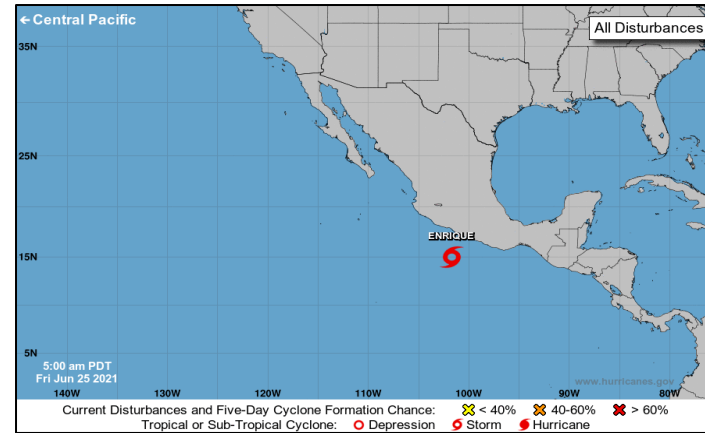 ← Central Pacific
All Disturbances
35N
25N
ENRIQUE
15N
5N
5:00 am PDT
Fri Jun 25 2021
www.hurricanes.gov
140W 130W 120W 110W 100W 90W 80W
Current Disturbances and Five-Day Cyclone Formation Chance: < 40% 40-60% > 60%
Tropical or Sub-Tropical Cyclone: Depression Storm Hurricane